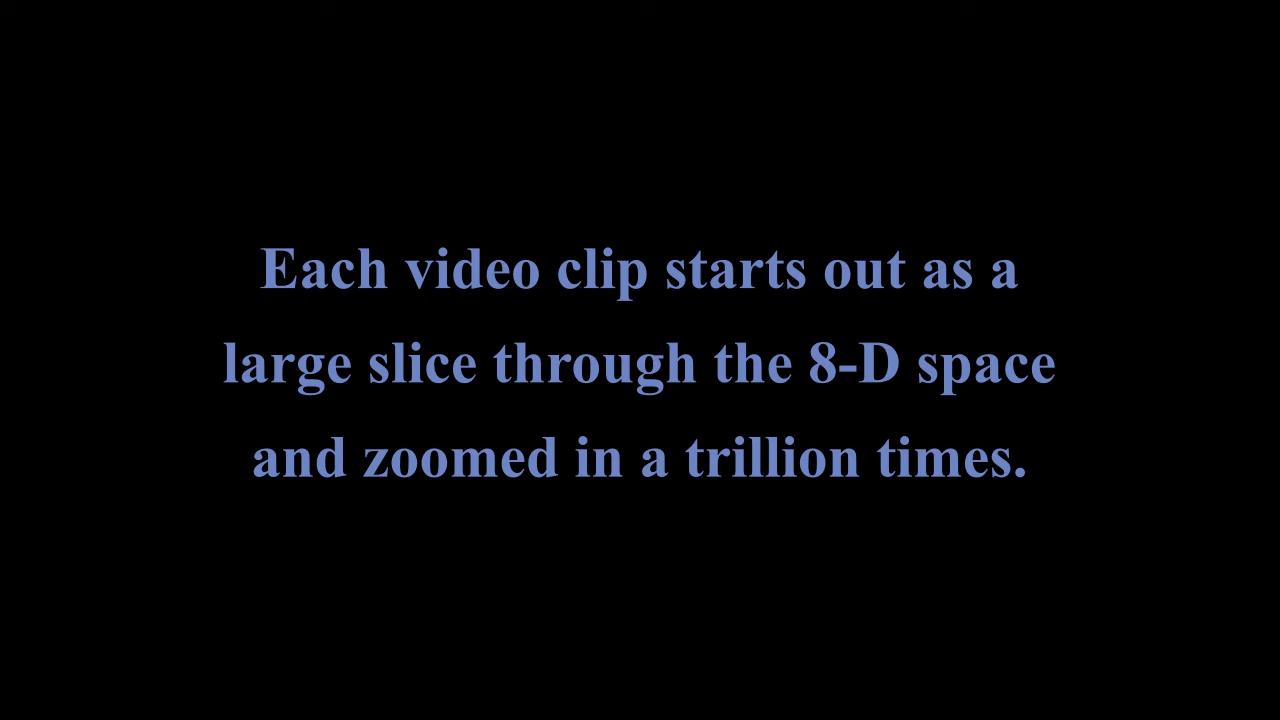 Each video clip starts out as a
large slice through the 8-D space
and zoomed in a trillion times.